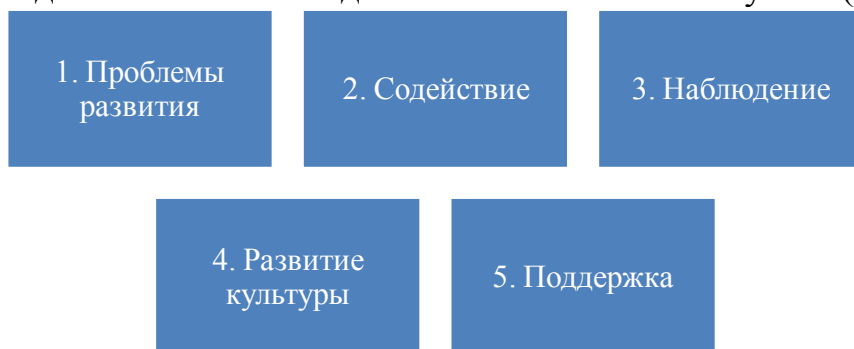 1. Проблемы
развития
2. Содействие
3. Наблюдение
4. Развитие
культуры
5. Поддержка